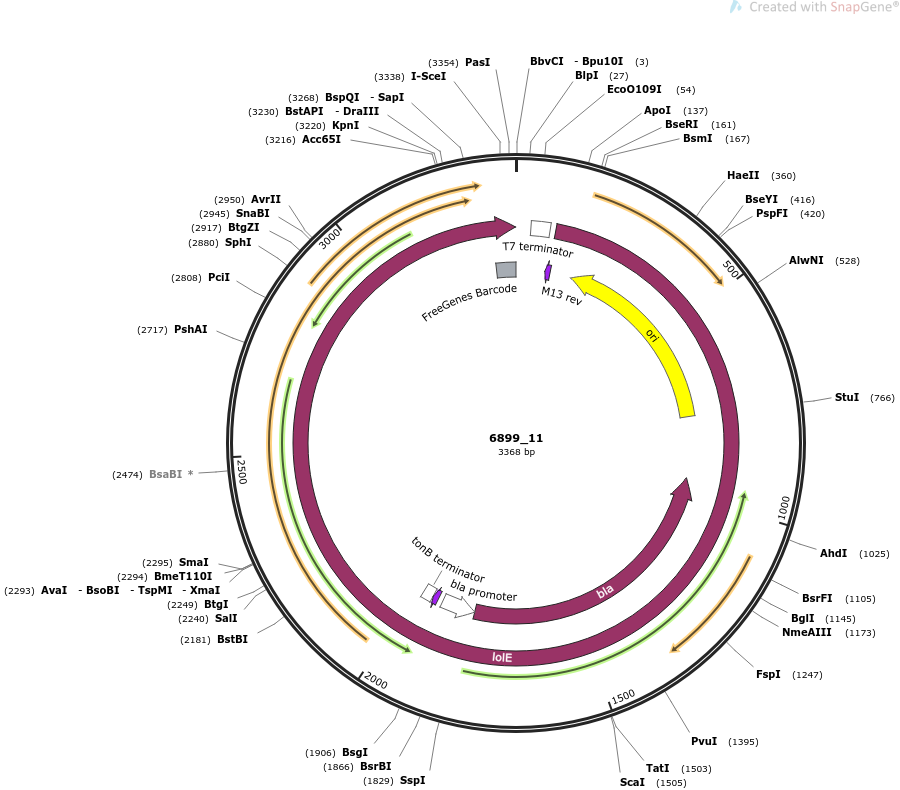 Created with SnapGene®
(3354) PasI
BbvCI - Bpu10I (3)
(3338) I-SceI
BlpI (27)
(3268) BspQI - SapI
EcoO109I (54)
(3230) BstAPI - DraIII
ApoI (137)
(3220) KpnI
BseRI (161)
(3216) Acc65I
BsmI (167)
HaeII (360)
(2950) AvrII
BseYI (416)
(2945) SnaBI
PspFI (420)
(2917) BtgZI
(2880) SphI
3000
T7 terminator
AlwNI (528)
500
(2808) PciI
FreeGenes Barcode
M13 rev
(2717) PshAI
ori
StuI (766)
6899_11
3368 bp
(2474) BsaBI *
2500
1000
tonB terminator
AhdI (1025)
(2295) SmaI
(2294) BmeT110I
bla promoter
bla
(2293) AvaI - BsoBI - TspMI - XmaI
BsrFI (1105)
(2249) BtgI
BglI (1145)
(2240) SalI
NmeAIII (1173)
(2181) BstBI
lolE
FspI (1247)
2000
1500
PvuI (1395)
(1906) BsgI
(1866) BsrBI
TatI (1503)
(1829) SspI
ScaI (1505)